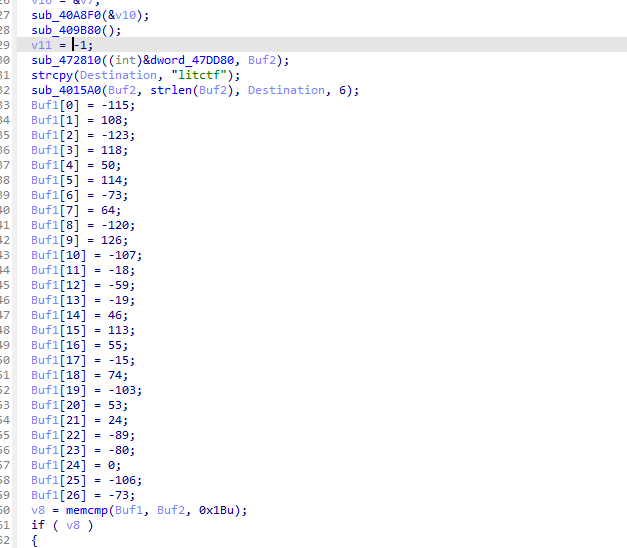 v16 = &v7;
27 sub_40A8F0(&v10);
28 sub_409B80();
29 v11 = -1;
30 sub_472810((int)&dword_47DD80, Buf2);
31 strcpy(Destination, "litctf");
32 sub_4015A0(Buf2, strlen(Buf2), Destination, 6);
33 Buf1[0] = -115;
34 Buf1[1] = 108;
35 Buf1[2] = -123;
36 Buf1[3] = 118;
37 Buf1[4] = 50;
38 Buf1[5] = 114;
39 Buf1[6] = -73;
40 Buf1[7] = 64;
41 Buf1[8] = -120;
42 Buf1[9] = 126;
43 Buf1[10] = -107;
44 Buf1[11] = -18;
45 Buf1[12] = -59;
46 Buf1[13] = -19;
47 Buf1[14] = 46;
48 Buf1[15] = 113;
49 Buf1[16] = 55;
50 Buf1[17] = -15;
51 Buf1[18] = 74;
52 Buf1[19] = -103;
53 Buf1[20] = 53;
54 Buf1[21] = 24;
55 Buf1[22] = -89;
56 Buf1[23] = -80;
57 Buf1[24] = 0;
58 Buf1[25] = -106;
59 Buf1[26] = -73;
60 v8 = memcmp(Buf1, Buf2, 0x1Bu);
61 if ( v8 )
62 {